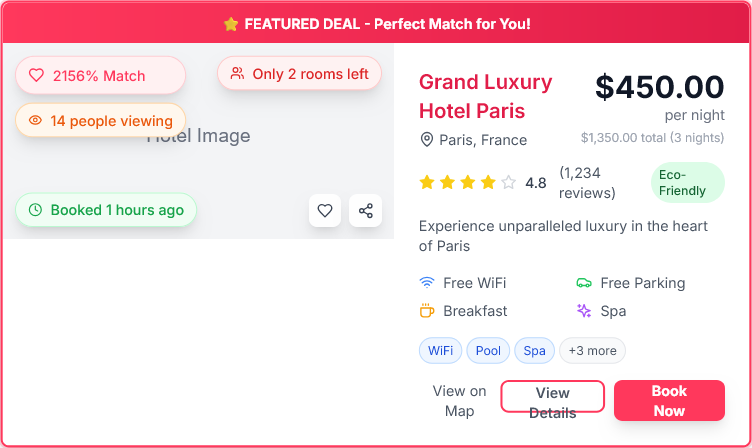 ⭐ FEATURED DEAL - Perfect Match for You!
2156% Match
Only 2 rooms left
14 people viewing
Hotel Image
Booked 1 hours ago
Grand Luxury
Hotel Paris
$450.00
per night
Paris, France
$1,350.00 total (3 nights)
4.8
(1,234
reviews)
Eco-
Friendly
Experience unparalleled luxury in the heart
of Paris
Free WiFi
Free Parking
Breakfast
Spa
WiFi
Pool
Spa
+3 more
View on
Map
View
Details
Book
Now